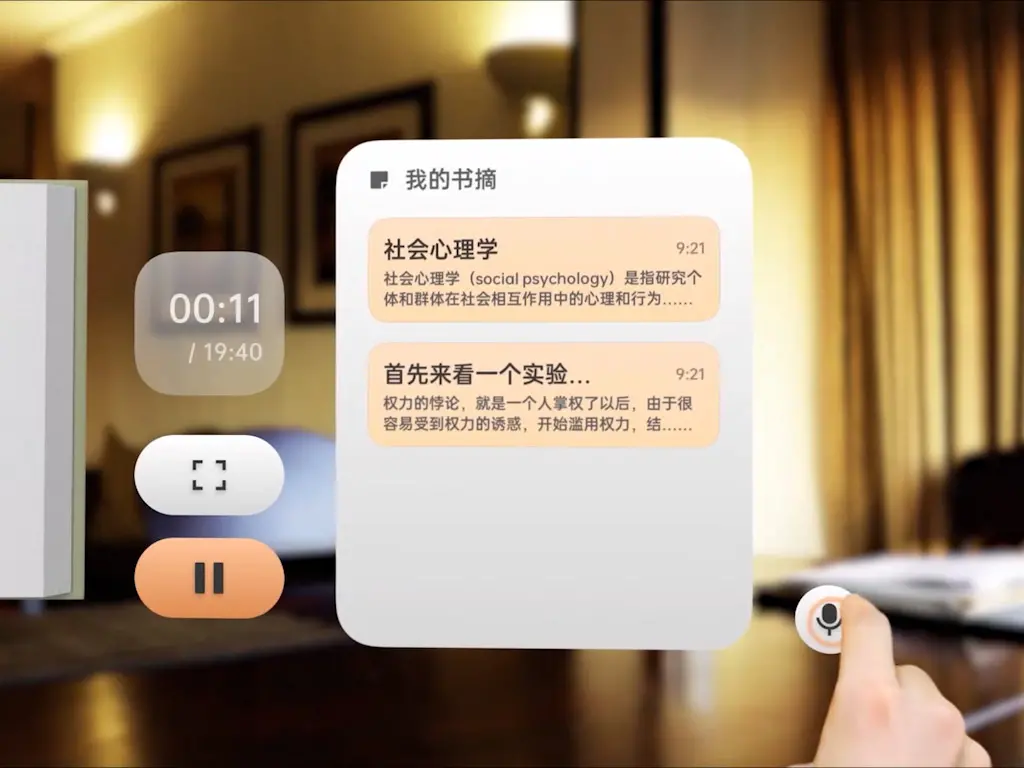 00:11
/ 19:40
我的书摘
社会心理学 9:21
社会心理学（social psychology）是指研究个
体和群体在社会相互作用中的心理和行为……
首先来看一个实验... 9:21
权力的悖论，就是一个人掌权了以后，由于很
容易受到权力的诱惑，开始滥用权力，结……